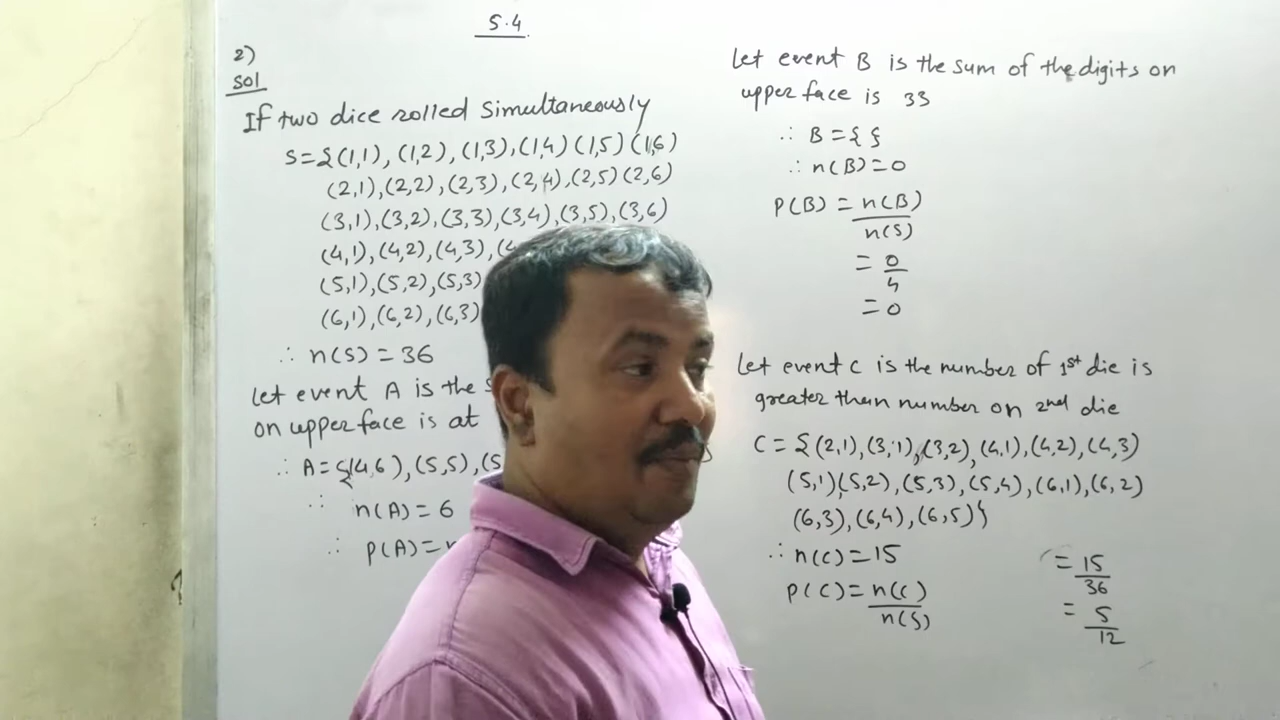 5.4
2)
Sol
If two dice rolled simultaneously
S={(1,1), (1,2), (1,3), (1,4) (1,5) (1,6)
(2,1), (2,2), (2,3), (2,4), (2,5) (2,6)
(3,1), (3,2), (3,3), (3,4), (3,5), (3,6)
(4,1), (4,2), (4,3), (4
(5,1), (5,2), (5,3)
(6,1), (6,2), (6,3)
∴ n(S) = 36
Let event A is the s
on upper face is at
∴ A={(4,6), (5,5), (5
∴ n(A) = 6
∴ P(A) = n
Let event B is the sum of the digits on
upper face is 33
∴ B = { }
∴ n(B) = 0
P(B) = n(B)
n(S)
= 0
4
= 0
Let event C is the number of 1st die is
greater than number on 2nd die
C = {(2,1), (3,1), (3,2), (4,1), (4,2), (4,3)
(5,1), (5,2), (5,3), (5,4), (6,1), (6,2)
(6,3), (6,4), (6,5)}
∴ n(C) = 15
P(C) = n(C)
n(S)
= 15
36
= 5
12